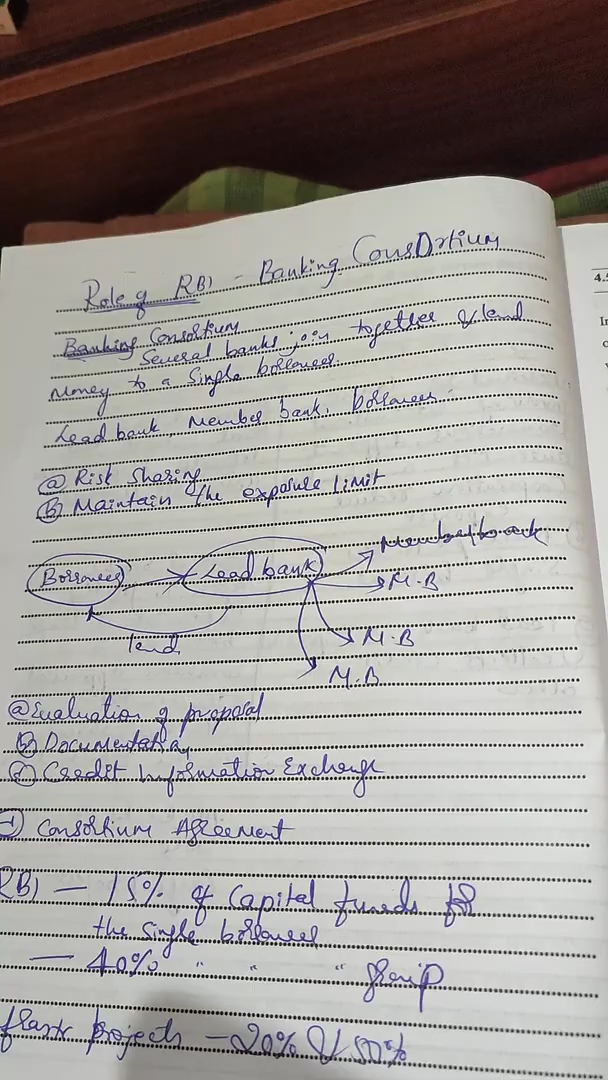 Role of RBI - Banking Consortium
Banking Consortium
Several banks join together & lend
Money to a Single borrower.
Lead bank, Member bank, borrower.
(a) Risk Sharing
(b) Maintain the exposure limit
Borrower
Lead bank
Member bank
M.B
M.B
M.B
lend
(a) Evaluation of proposal
(b) Documentation
(c) Credit Information Exchange
Consortium Agreement
RBI — 15% of Capital funds for
the single borrower
— 40% " " " group
projects - 20% & 50%
4.